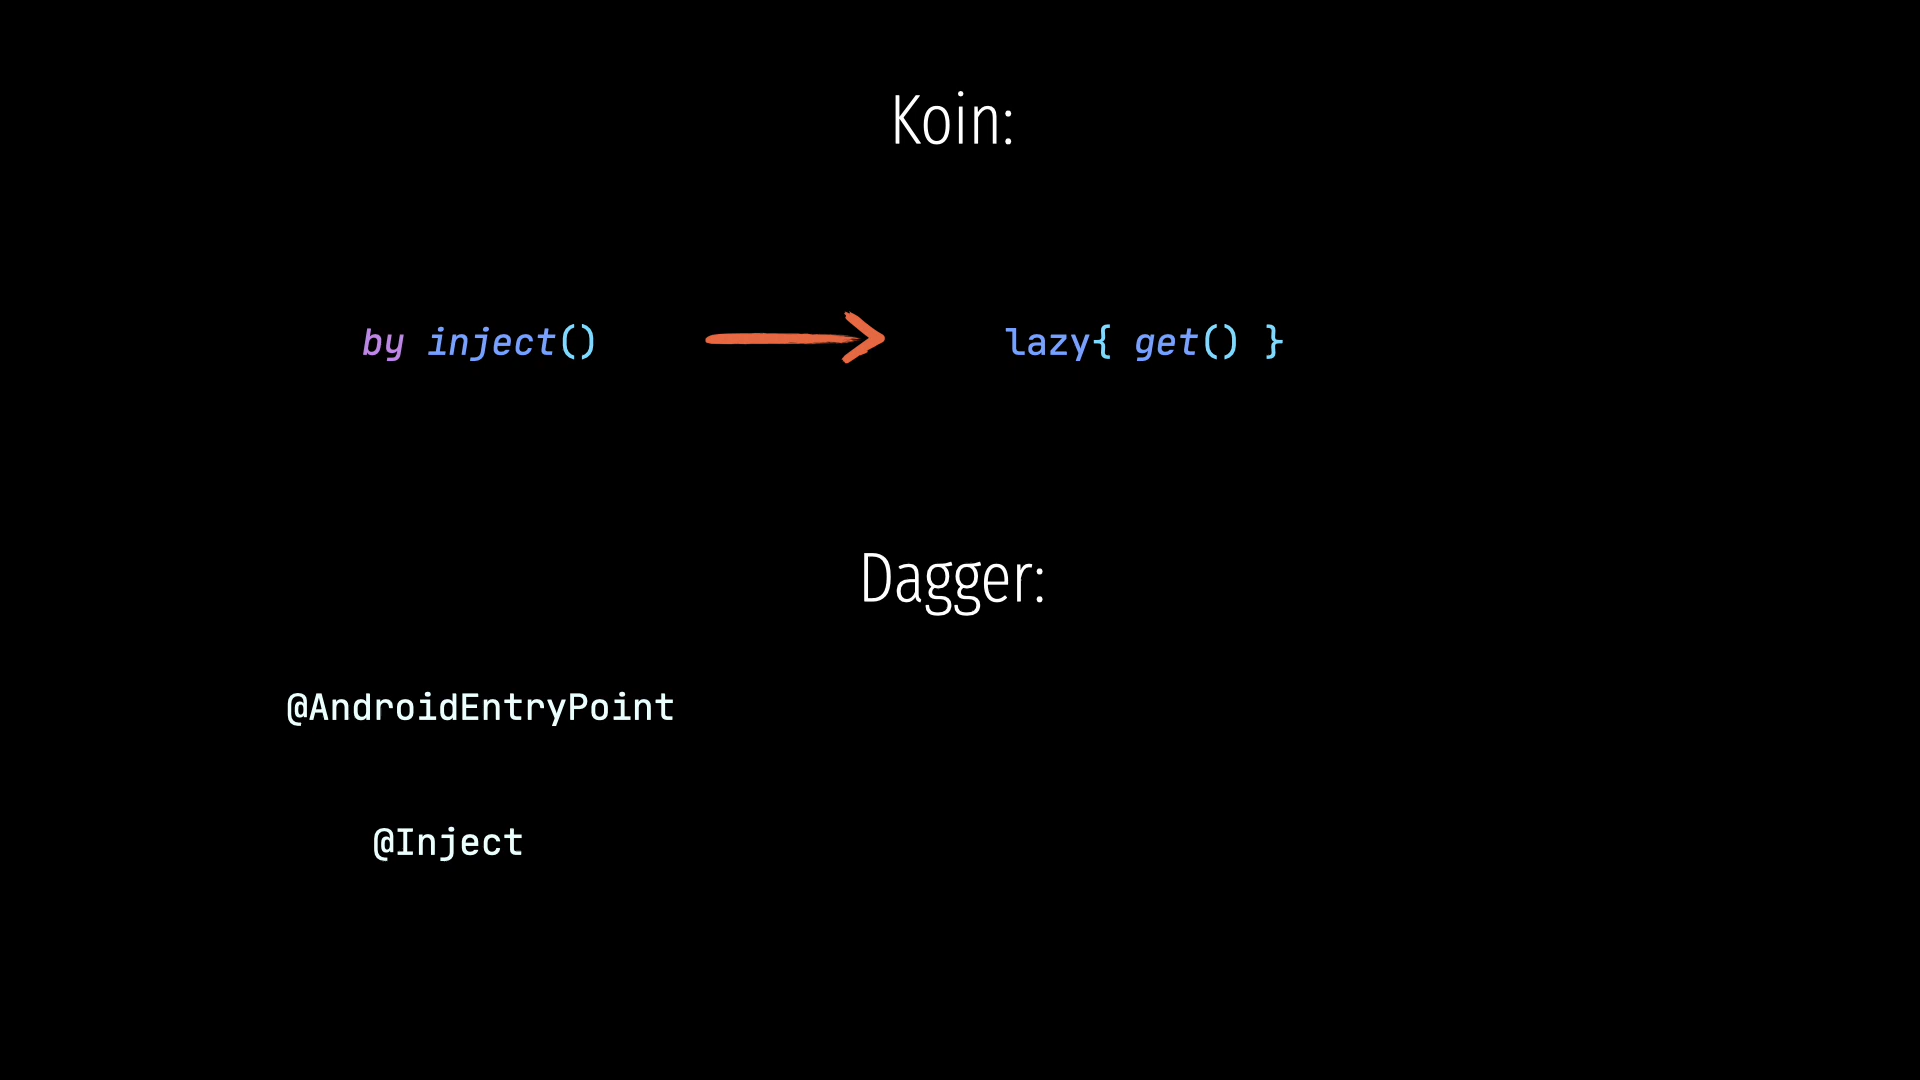 Koin:
by inject() lazy{ get() }
Dagger:
@AndroidEntryPoint
@Inject